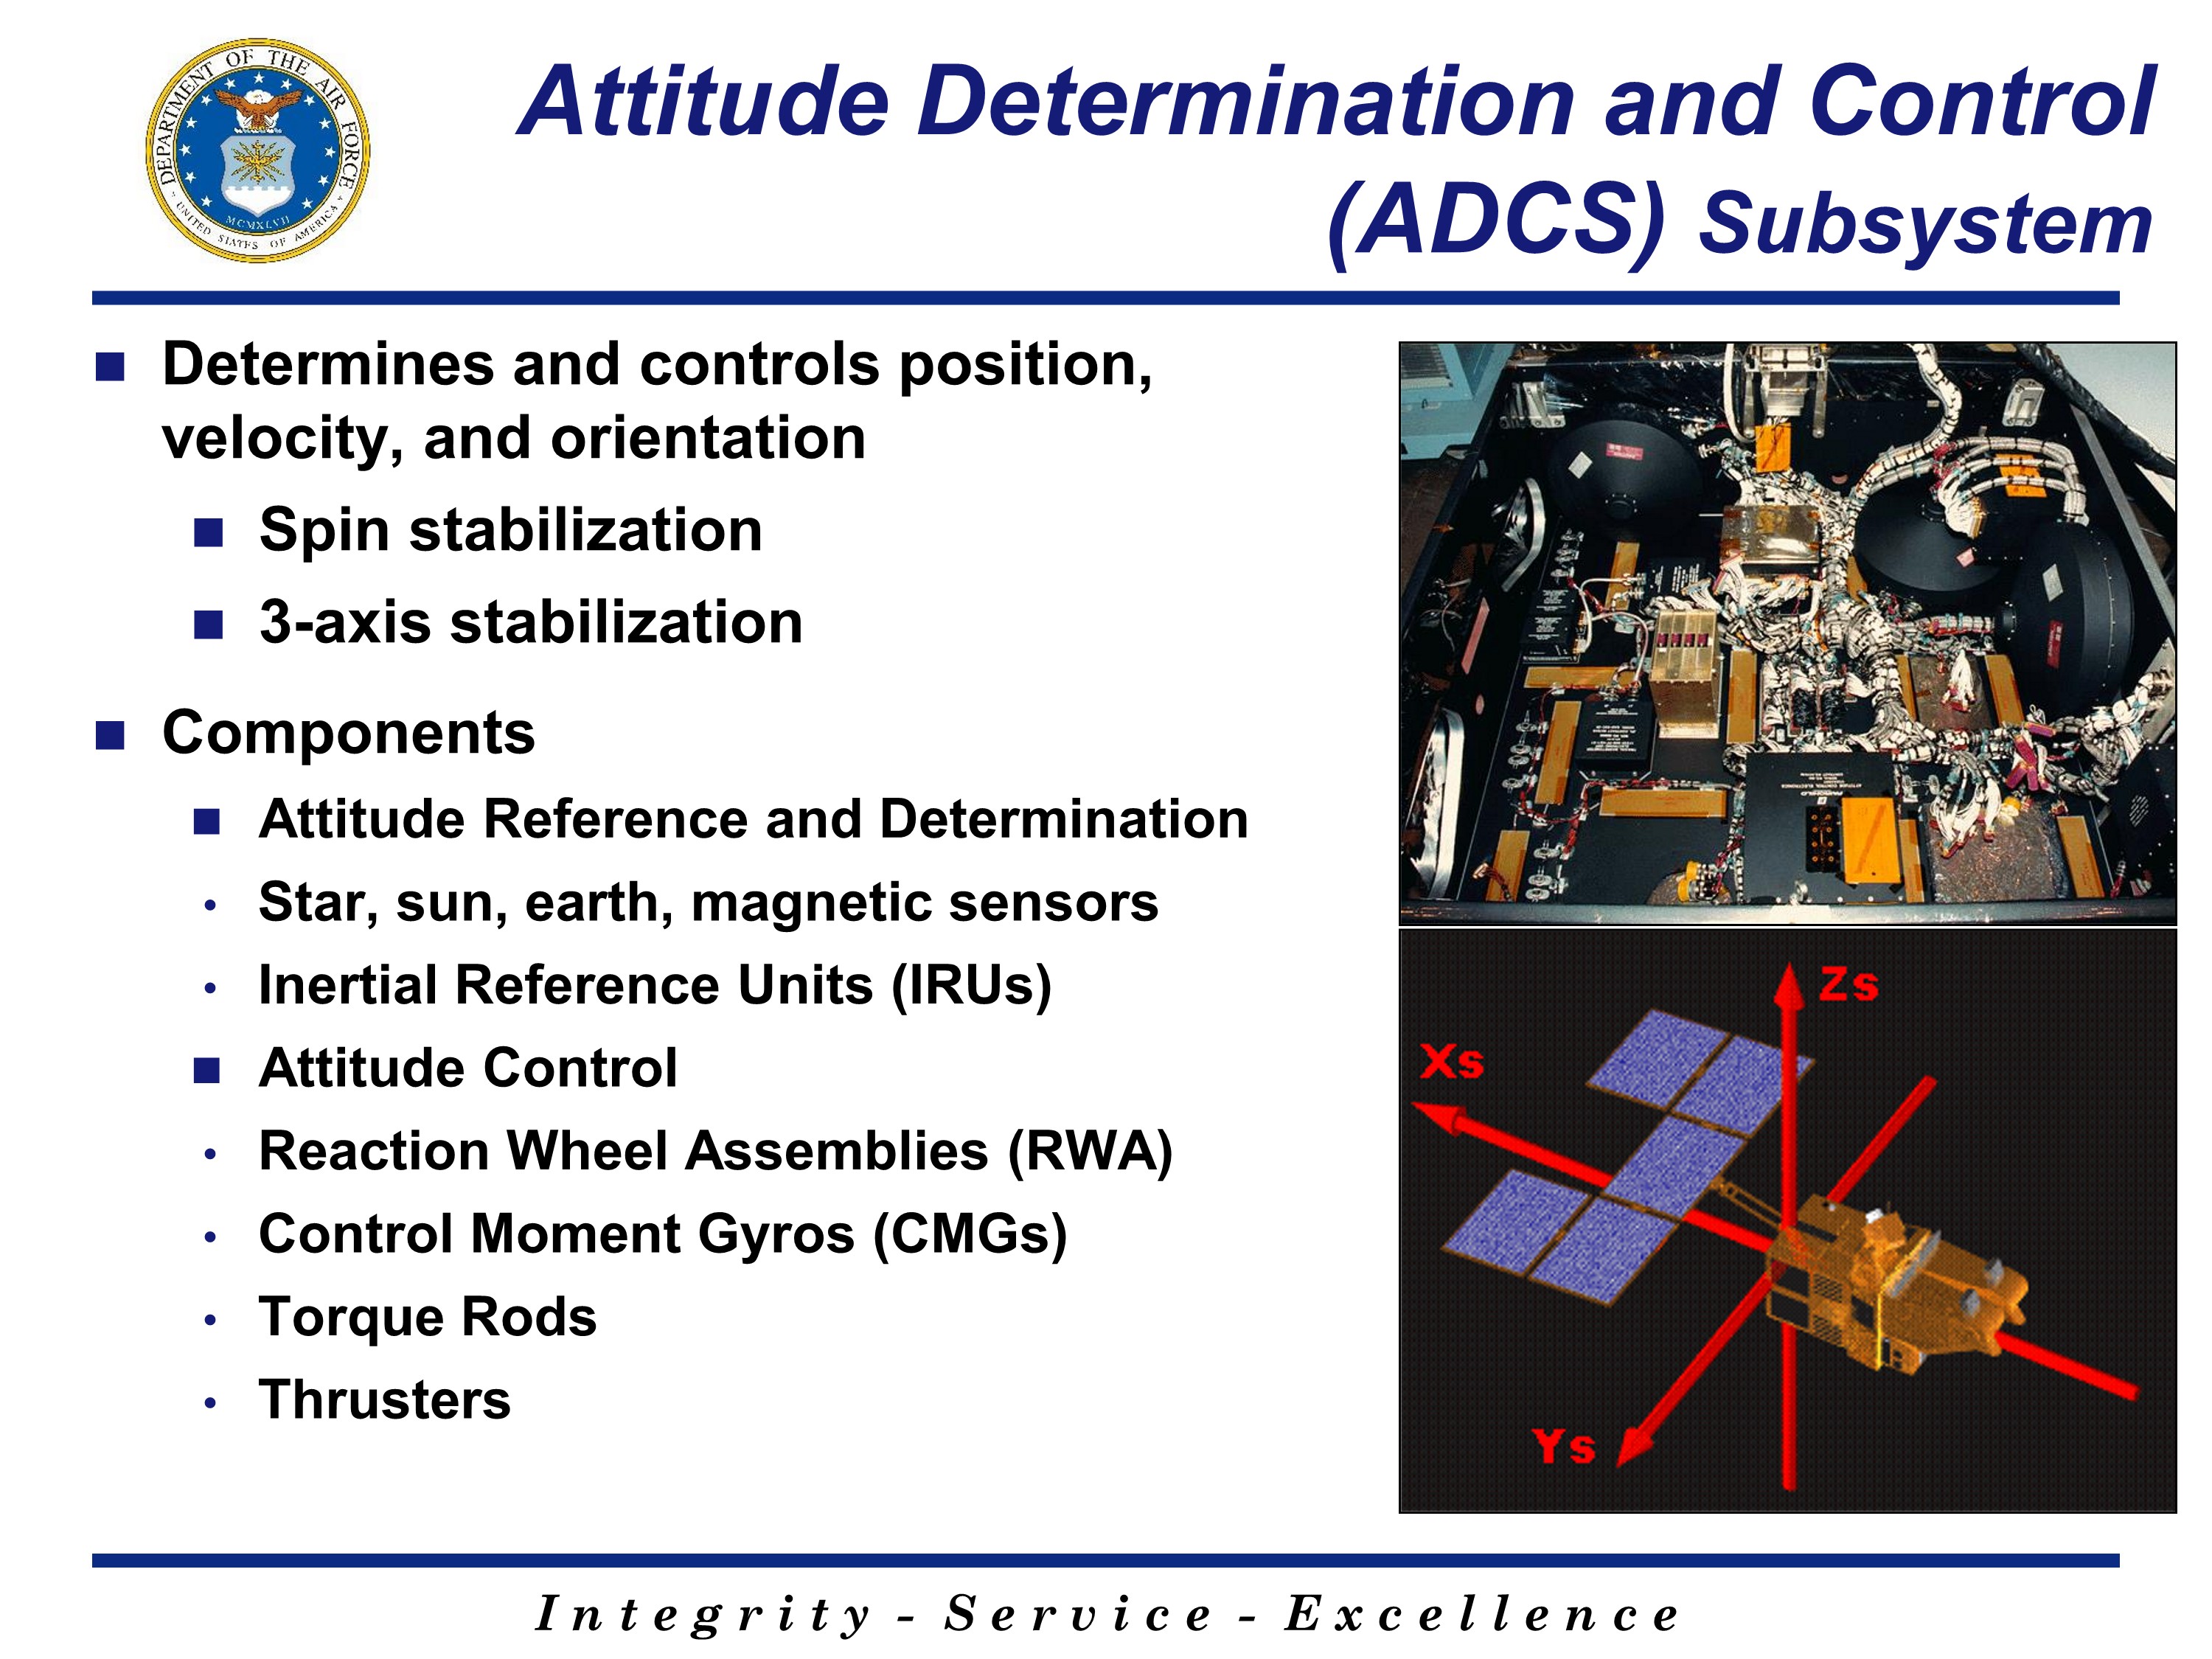 DEPARTMENT OF THE AIR FORCE
UNITED STATES OF AMERICA
MCMXLVII
Attitude Determination and Control
(ADCS) Subsystem
Determines and controls position,
velocity, and orientation
Spin stabilization
3-axis stabilization
Components
Attitude Reference and Determination
Star, sun, earth, magnetic sensors
Inertial Reference Units (IRUs)
Attitude Control
Reaction Wheel Assemblies (RWA)
Control Moment Gyros (CMGs)
Torque Rods
Thrusters
Zs
Xs
Ys
Integrity - Service - Excellence